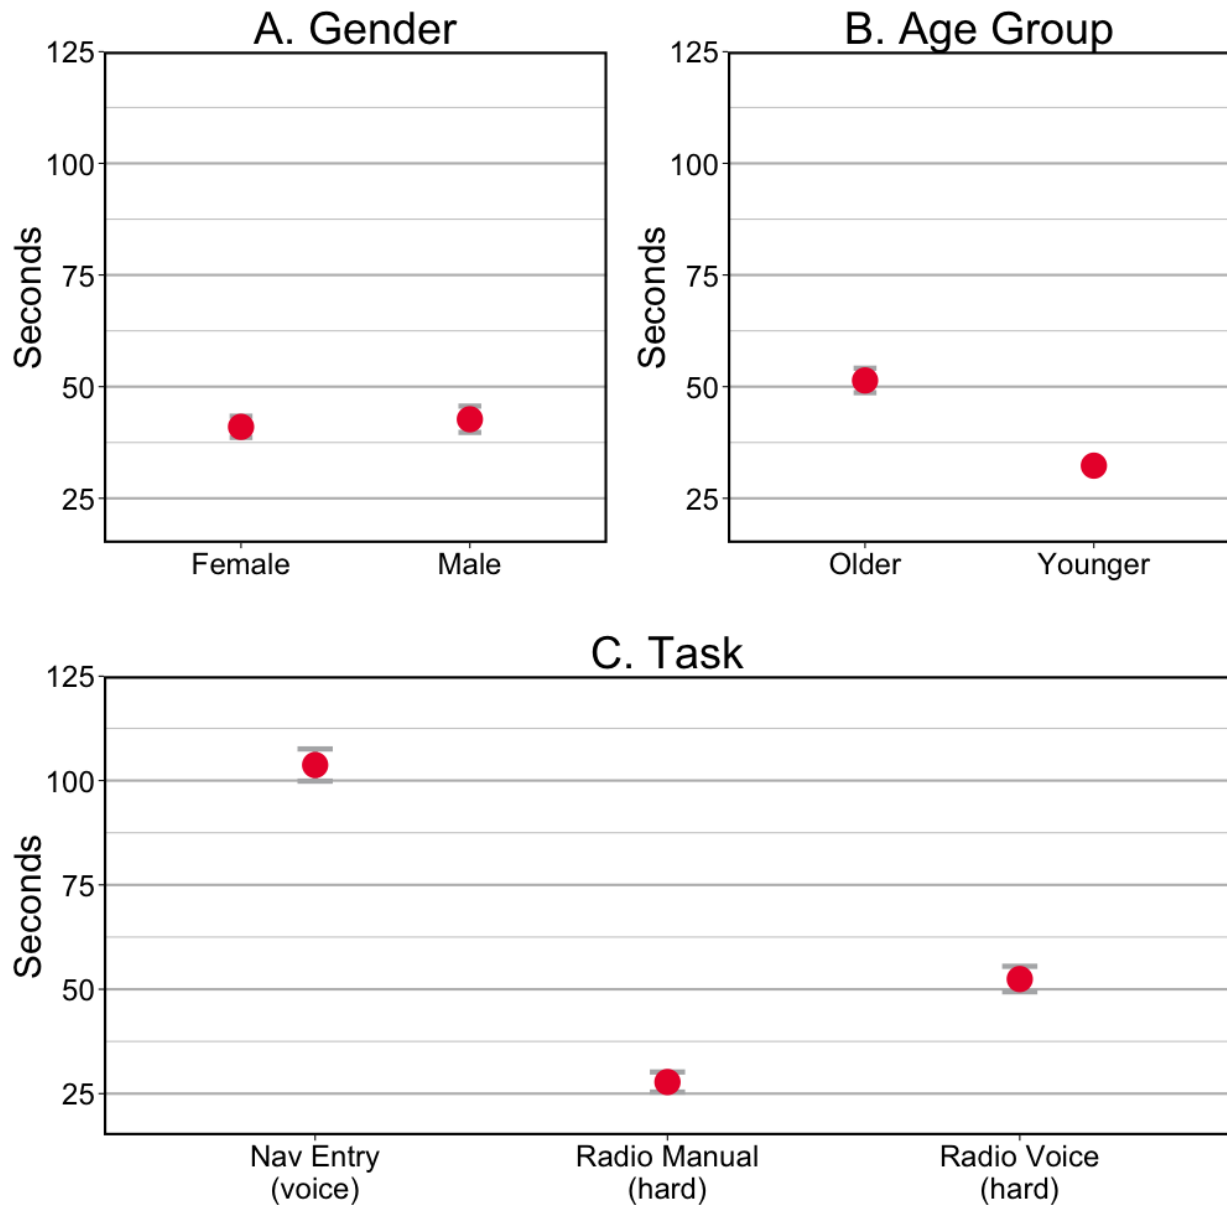 A. Gender
125
100
75
50
25
Seconds
Female Male
B. Age Group
125
100
75
50
25
Seconds
Older Younger
C. Task
125
100
75
50
25
Seconds
Nav Entry Radio Manual Radio Voice
(voice) (hard) (hard)